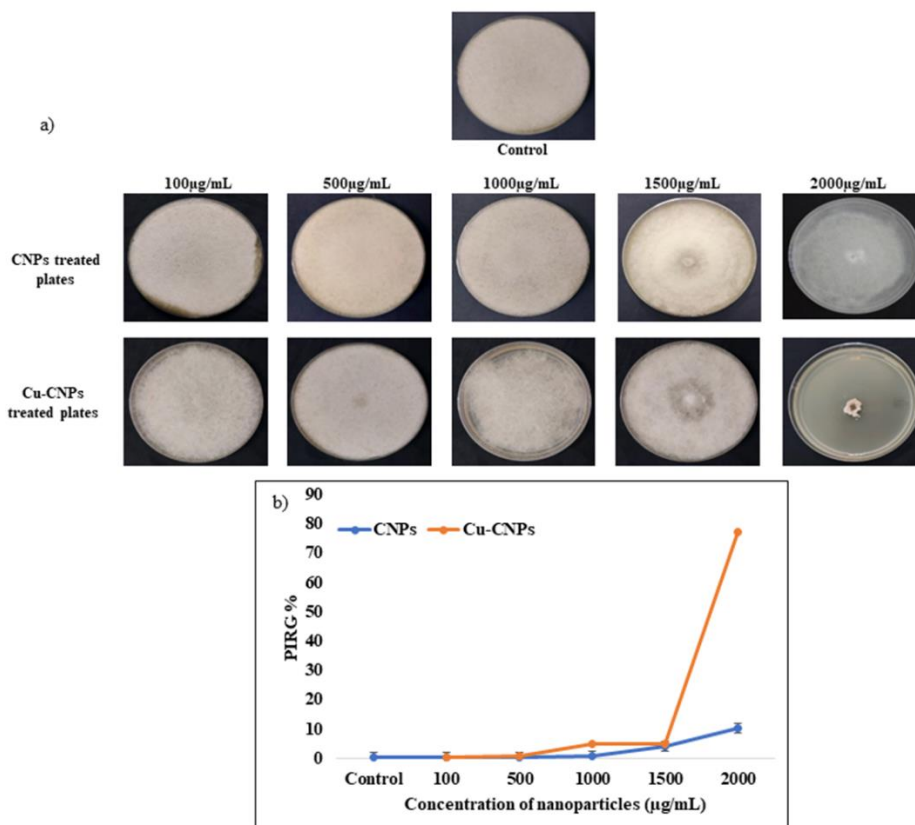 a)
Control
100µg/mL 500µg/mL 1000µg/mL 1500µg/mL 2000µg/mL
CNPs treated
plates
Cu-CNPs
treated plates
b)
CNPs Cu-CNPs
90
80
70
60
50
40
30
20
10
0
PIRG %
Control 100 500 1000 1500 2000
Concentration of nanoparticles (µg/mL)